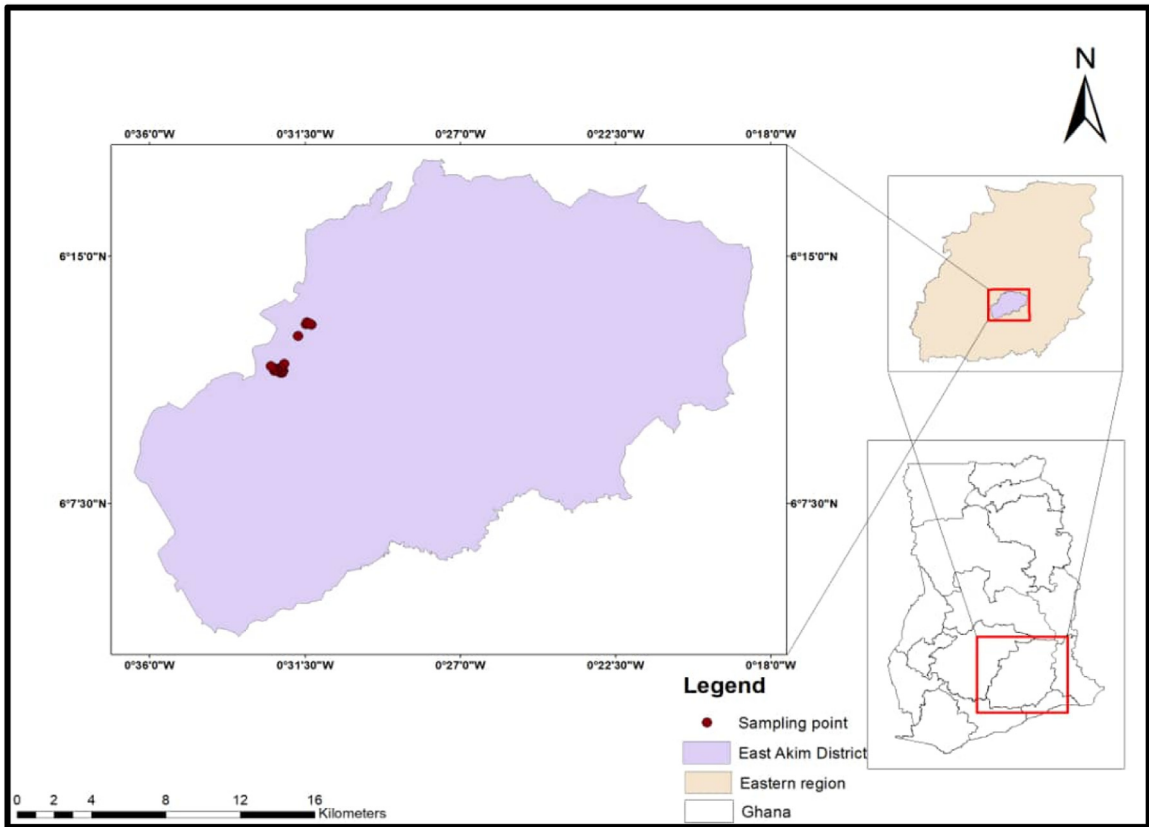 N
0°36'0"W 0°31'30"W 0°27'0"W 0°22'30"W 0°18'0"W
6°15'0"N 6°15'0"N
6°7'30"N 6°7'30"N
0°36'0"W 0°31'30"W 0°27'0"W 0°22'30"W 0°18'0"W
Legend
Sampling point
East Akim District
Eastern region
Ghana
0 2 4 8 12 16
Kilometers